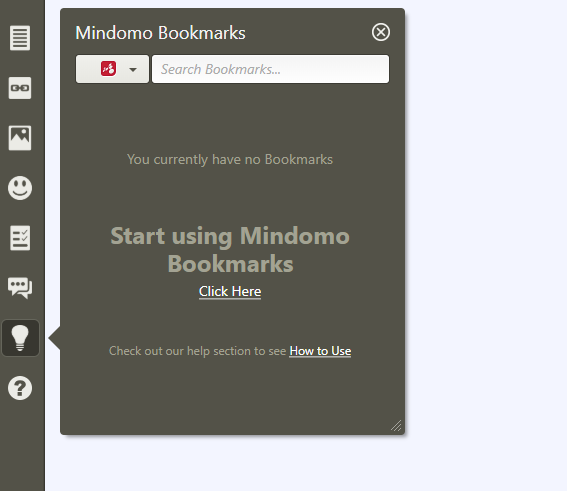 Mindomo Bookmarks
Search Bookmarks...
You currently have no Bookmarks
Start using Mindomo
Bookmarks
Click Here
Check out our help section to see How to Use